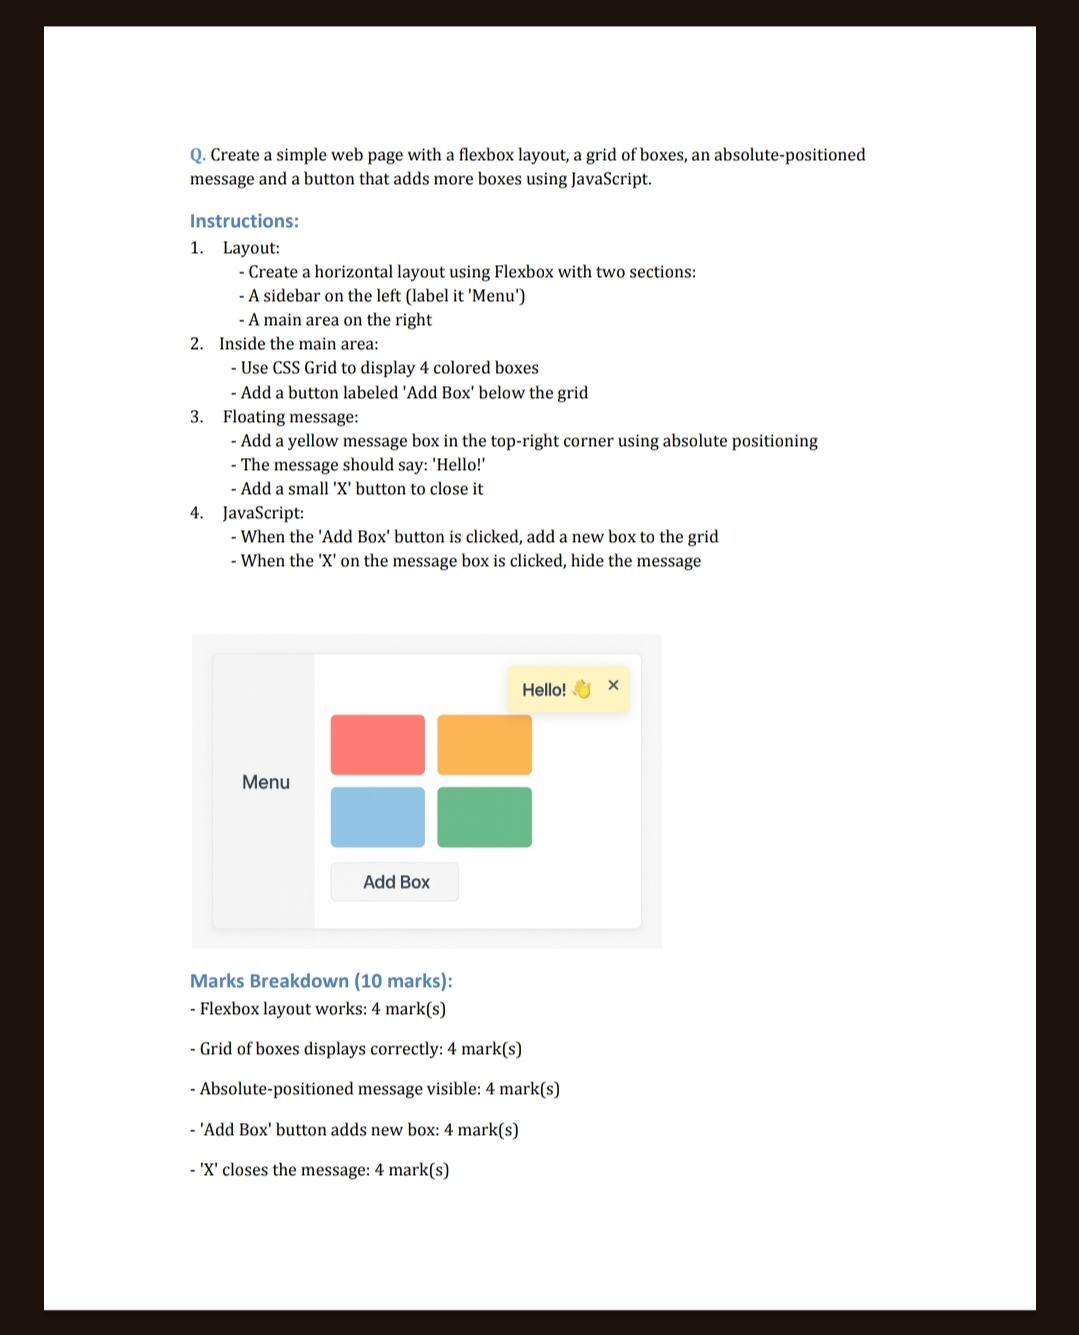 Q. Create a simple web page with a flexbox layout, a grid of boxes, an absolute-positioned
message and a button that adds more boxes using JavaScript.
Instructions:
1. Layout:
- Create a horizontal layout using Flexbox with two sections:
- A sidebar on the left (label it 'Menu')
- A main area on the right
2. Inside the main area:
- Use CSS Grid to display 4 colored boxes
- Add a button labeled 'Add Box' below the grid
3. Floating message:
- Add a yellow message box in the top-right corner using absolute positioning
- The message should say: 'Hello!'
- Add a small 'X' button to close it
4. JavaScript:
- When the 'Add Box' button is clicked, add a new box to the grid
- When the 'X' on the message box is clicked, hide the message
Hello! 👋 ×
Menu
Add Box
Marks Breakdown (10 marks):
- Flexbox layout works: 4 mark(s)
- Grid of boxes displays correctly: 4 mark(s)
- Absolute-positioned message visible: 4 mark(s)
- 'Add Box' button adds new box: 4 mark(s)
- 'X' closes the message: 4 mark(s)